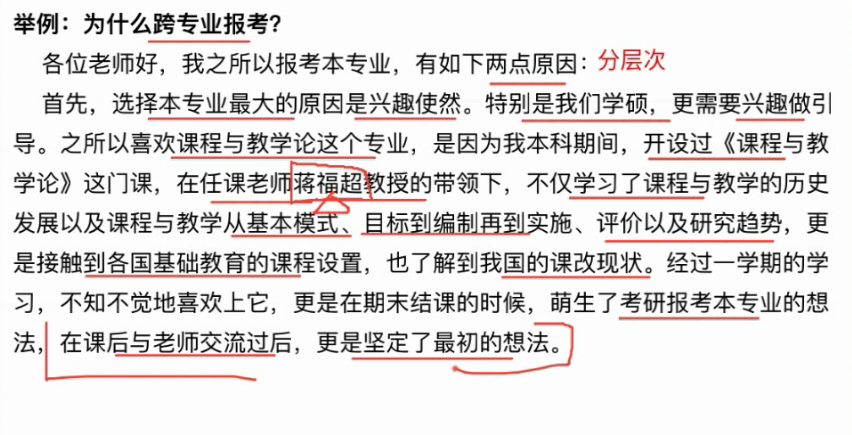 举例：为什么跨专业报考？
各位老师好，我之所以报考本专业，有如下两点原因：分层次
首先，选择本专业最大的原因是兴趣使然。特别是我们学硕，更需要兴趣做引
导。之所以喜欢课程与教学论这个专业，是因为我本科期间，开设过《课程与教
学论》这门课，在任课老师蒋福超教授的带领下，不仅学习了课程与教学的历史
发展以及课程与教学从基本模式、目标到编制再到实施、评价以及研究趋势，更
是接触到各国基础教育的课程设置，也了解到我国的课改现状。经过一学期的学
习，不知不觉地喜欢上它，更是在期末结课的时候，萌生了考研报考本专业的想
法，在课后与老师交流过后，更是坚定了最初的想法。